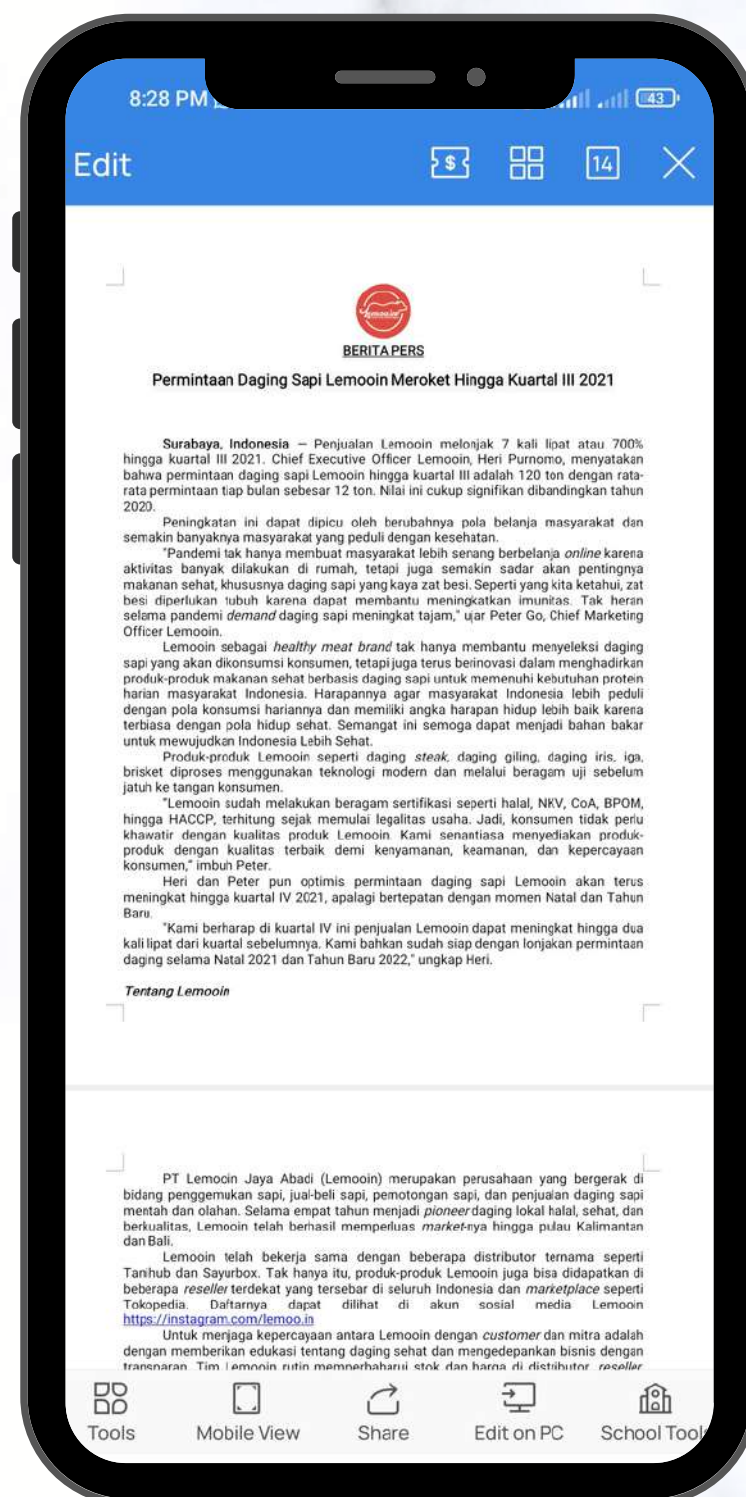 8:28 PM
43
Edit
$
14
Lemooin
BERITA PERS
Permintaan Daging Sapi Lemooin Meroket Hingga Kuartal III 2021
Surabaya, Indonesia — Penjualan Lemooin melonjak 7 kali lipat atau 700%
hingga kuartal III 2021. Chief Executive Officer Lemooin, Heri Purnomo, menyatakan
bahwa permintaan daging sapi Lemooin hingga kuartal III adalah 120 ton dengan rata-
rata permintaan tiap bulan sebesar 12 ton. Nilai ini cukup signifikan dibandingkan tahun
2020.
Peningkatan ini dapat dipicu oleh berubahnya pola belanja masyarakat dan
semakin banyaknya masyarakat yang peduli dengan kesehatan.
"Pandemi tak hanya membuat masyarakat lebih senang berbelanja online karena
aktivitas banyak dilakukan di rumah, tetapi juga semakin sadar akan pentingnya
makanan sehat, khususnya daging sapi yang kaya zat besi. Seperti yang kita ketahui, zat
besi diperlukan tubuh karena dapat membantu meningkatkan imunitas. Tak heran
selama pandemi demand daging sapi meningkat tajam," ujar Peter Go, Chief Marketing
Officer Lemooin.
Lemooin sebagai healthy meat brand tak hanya membantu menyeleksi daging
sapi yang akan dikonsumsi konsumen, tetapi juga terus berinovasi dalam menghadirkan
produk-produk makanan sehat berbasis daging sapi untuk memenuhi kebutuhan protein
harian masyarakat Indonesia. Harapannya agar masyarakat Indonesia lebih peduli
dengan pola konsumsi hariannya dan memiliki angka harapan hidup lebih baik karena
terbiasa dengan pola hidup sehat. Semangat ini semoga dapat menjadi bahan bakar
untuk mewujudkan Indonesia Lebih Sehat.
Produk-produk Lemooin seperti daging steak, daging giling, daging iris, iga,
brisket diproses menggunakan teknologi modern dan melalui beragam uji sebelum
jatuh ke tangan konsumen.
"Lemooin sudah melakukan beragam sertifikasi seperti halal, NKV, CoA, BPOM,
hingga HACCP, terhitung sejak memulai legalitas usaha. Jadi, konsumen tidak perlu
khawatir dengan kualitas produk Lemooin. Kami senantiasa menyediakan produk-
produk dengan kualitas terbaik demi kenyamanan, keamanan, dan kepercayaan
konsumen," imbuh Peter.
Heri dan Peter pun optimis permintaan daging sapi Lemooin akan terus
meningkat hingga kuartal IV 2021, apalagi bertepatan dengan momen Natal dan Tahun
Baru.
"Kami berharap di kuartal IV ini penjualan Lemooin dapat meningkat hingga dua
kali lipat dari kuartal sebelumnya. Kami bahkan sudah siap dengan lonjakan permintaan
daging selama Natal 2021 dan Tahun Baru 2022," ungkap Heri.
Tentang Lemooin
PT Lemooin Jaya Abadi (Lemooin) merupakan perusahaan yang bergerak di
bidang penggemukan sapi, jual-beli sapi, pemotongan sapi, dan penjualan daging sapi
mentah dan olahan. Selama empat tahun menjadi pioneer daging lokal halal, sehat, dan
berkualitas, Lemooin telah berhasil memperluas market-nya hingga pulau Kalimantan
dan Bali.
Lemooin telah bekerja sama dengan beberapa distributor ternama seperti
Tanihub dan Sayurbox. Tak hanya itu, produk-produk Lemooin juga bisa didapatkan di
beberapa reseller terdekat yang tersebar di seluruh Indonesia dan marketplace seperti
Tokopedia. Daftarnya dapat dilihat di akun sosial media Lemooin
https://instagram.com/lemoo.in
Untuk menjaga kepercayaan antara Lemooin dengan customer dan mitra adalah
dengan memberikan edukasi tentang daging sehat dan mengedepankan bisnis dengan
transparan. Tim Lemooin rutin memperbaharui stok dan harga di distributor, reseller,
Tools
Mobile View
Share
Edit on PC
School Tool